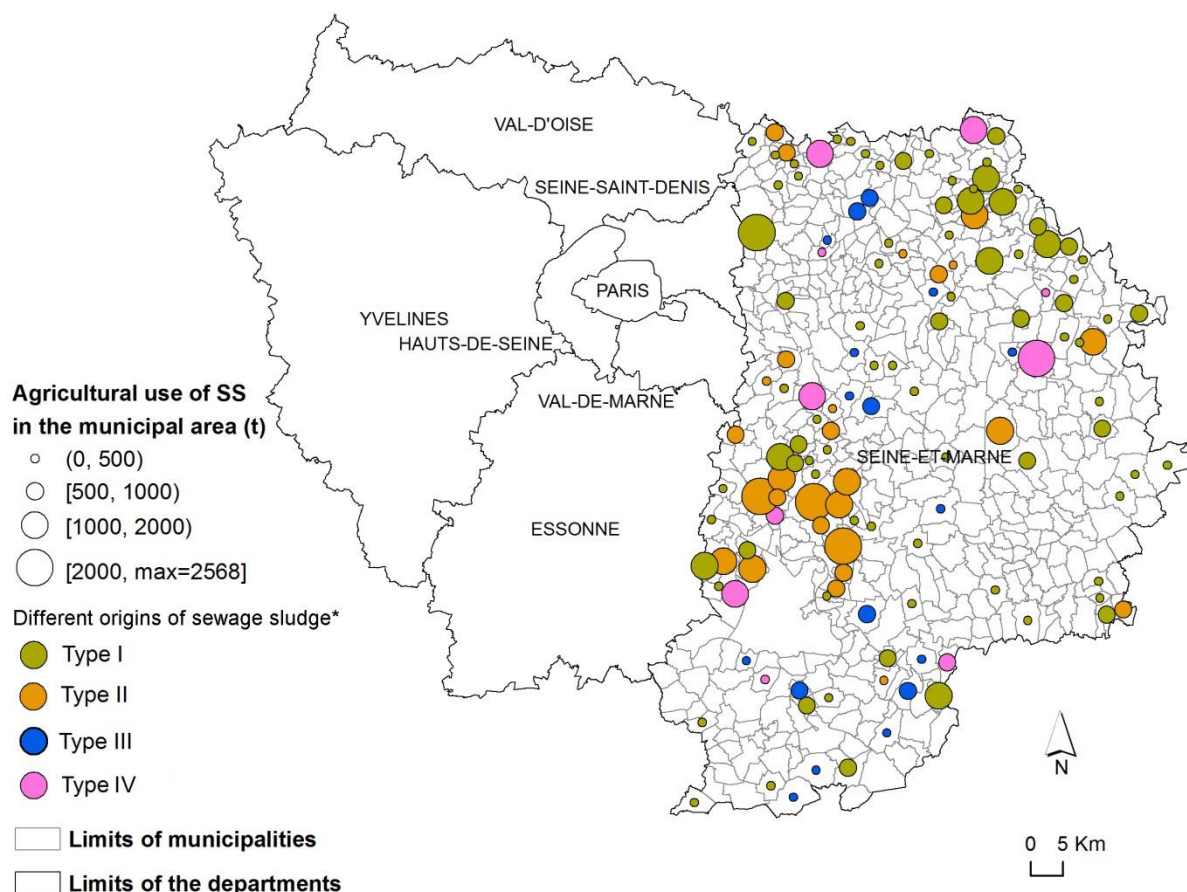 VAL-D'OISE
SEINE-SAINT-DENIS
PARIS
YVELINES
HAUTS-DE-SEINE
VAL-DE-MARNE
SEINE-ET-MARNE
ESSONNE
Agricultural use of SS
in the municipal area (t)
(0, 500)
[500, 1000)
[1000, 2000)
[2000, max=2568]
Different origins of sewage sludge*
Type I
Type II
Type III
Type IV
Limits of municipalities
Limits of the departments
N
0 5 Km